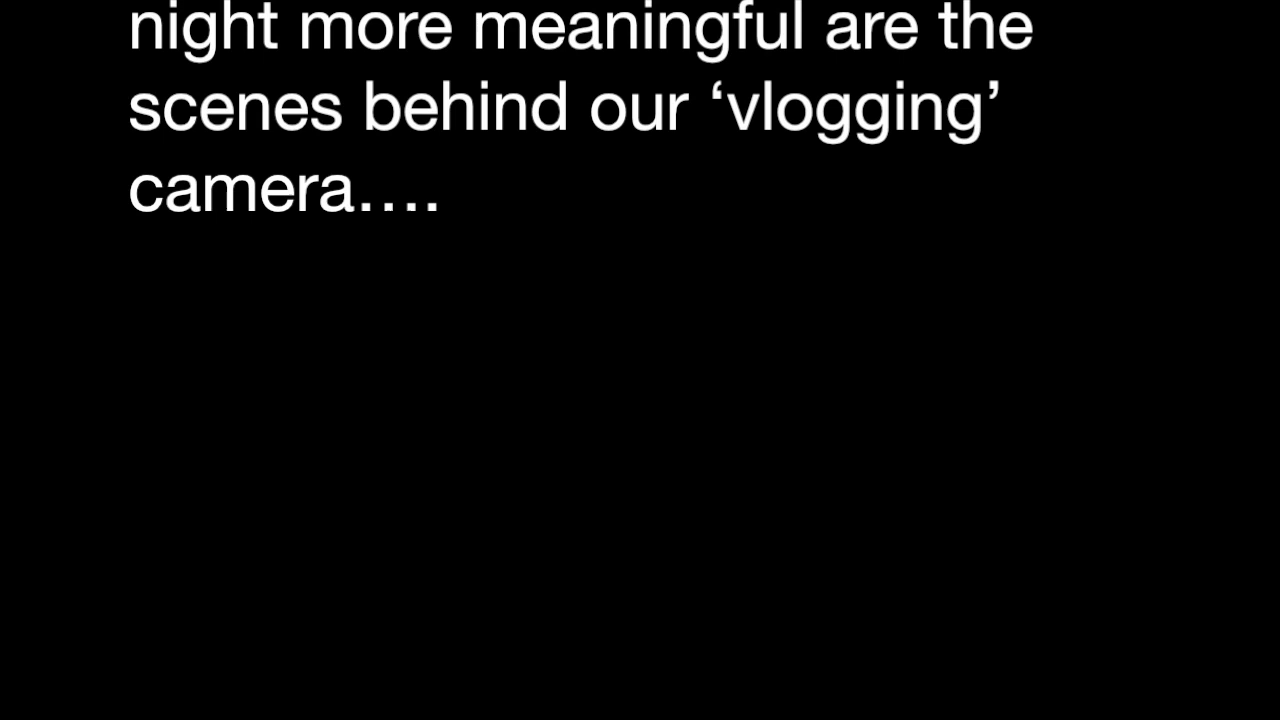 night more meaningful are the
scenes behind our ‘vlogging’
camera….